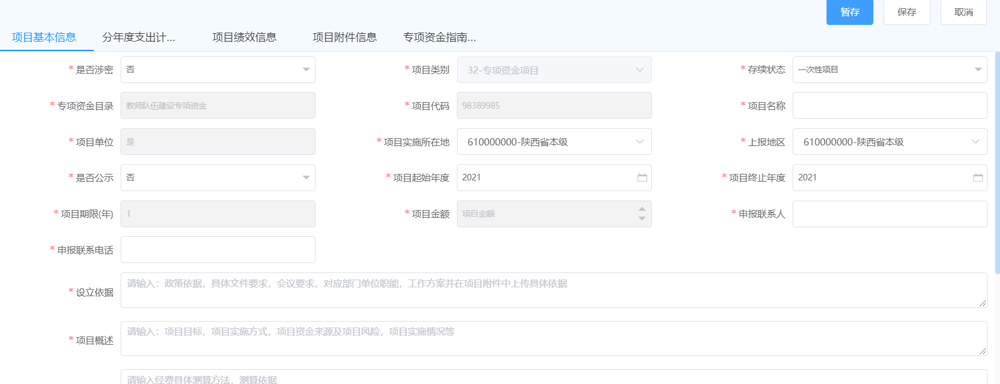 暂存 保存 取消
项目基本信息 分年度支出计... 项目绩效信息 项目附件信息 专项资金指南...
* 是否涉密 否 * 项目类别 32-专项资金项目 * 存续状态 一次性项目
* 专项资金目录 教师队伍建设专项资金 * 项目代码 98389985 * 项目名称
* 项目单位 是 * 项目实施所在地 610000000-陕西省本级 * 上报地区 610000000-陕西省本级
* 是否公示 否 * 项目起始年度 2021 * 项目终止年度 2021
* 项目期限(年) 1 * 项目金额 项目金额 * 申报联系人
* 申报联系电话
* 设立依据 请输入：政策依据，具体文件要求，会议要求，对应部门单位职能，工作方案并在项目附件中上传具体依据
* 项目概述 请输入：项目目标，项目实施方式，项目资金来源及项目风险，项目实施情况等
请输入经费具体测算方法，测算依据